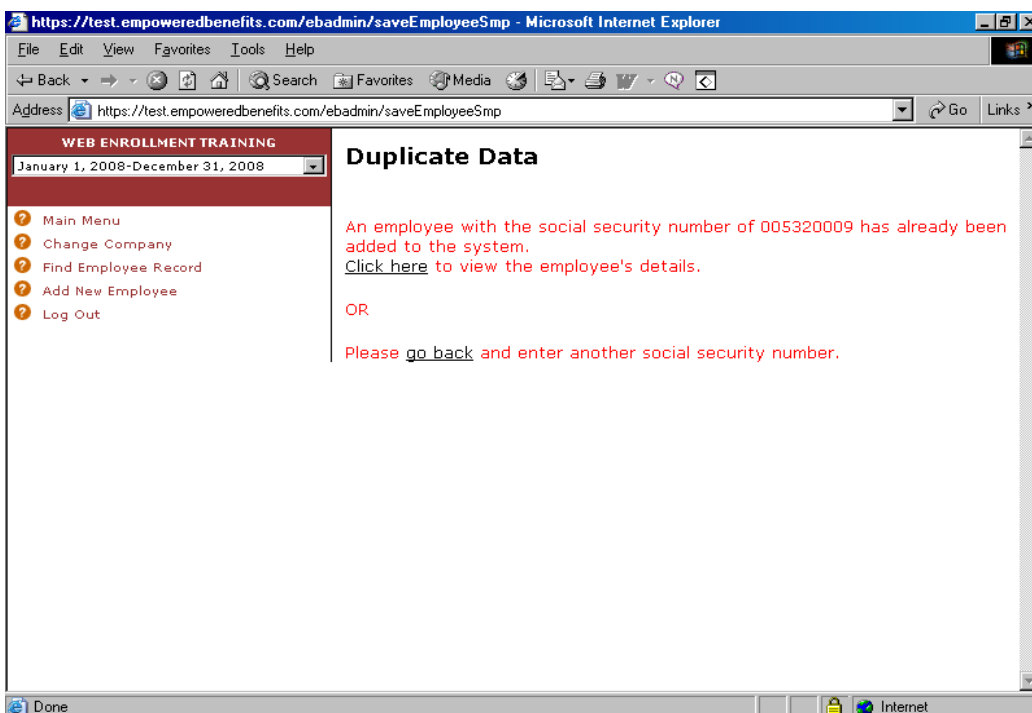 https://test.empoweredbenefits.com/ebadmin/saveEmployeeSmp - Microsoft Internet Explorer
File Edit View Favorites Tools Help
Back Search Favorites Media
Address https://test.empoweredbenefits.com/ebadmin/saveEmployeeSmp Go Links
WEB ENROLLMENT TRAINING
January 1, 2008-December 31, 2008
Main Menu
Change Company
Find Employee Record
Add New Employee
Log Out
Duplicate Data
An employee with the social security number of 005320009 has already been
added to the system.
Click here to view the employee's details.
OR
Please go back and enter another social security number.
Done Internet